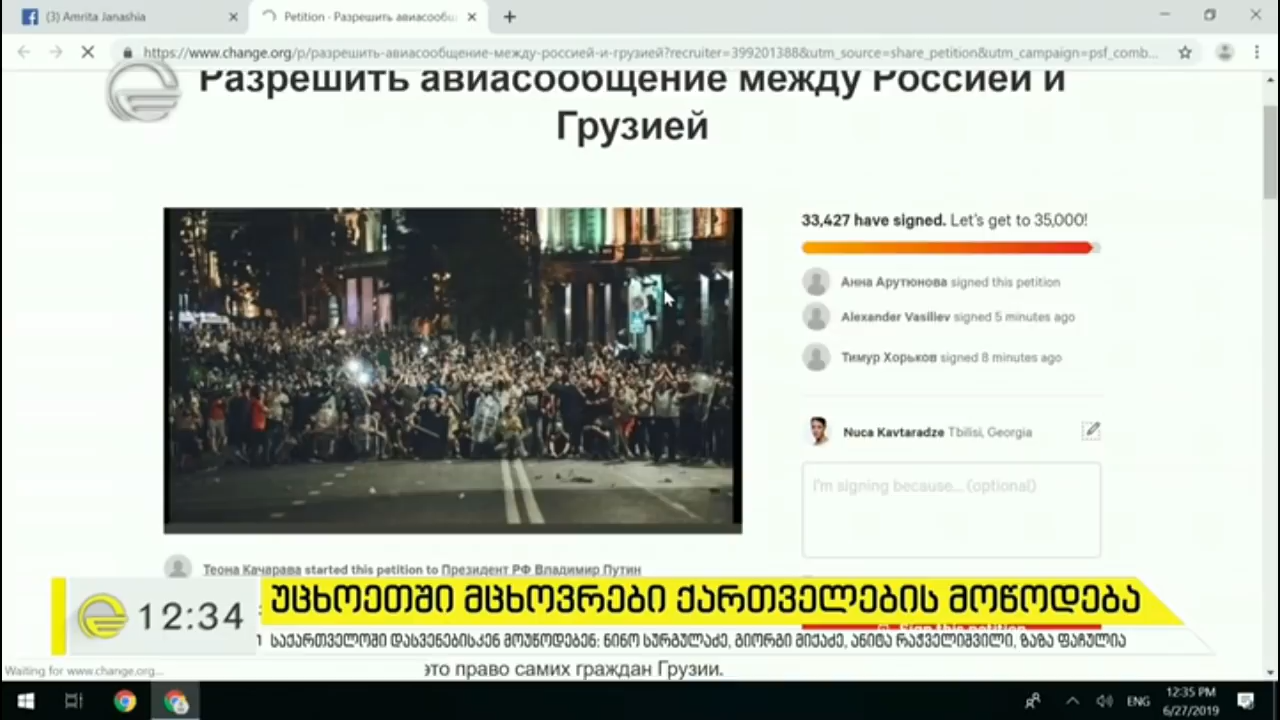 (3) Amrita Janashia
Petition · Разрешить авиасообщ
https://www.change.org/p/разрешить-авиасообщение-между-россией-и-грузией?recruiter=399201388&utm_source=share_petition&utm_campaign=psf_comb...
Разрешить авиасообщение между Россией и
Грузией
33,427 have signed. Let's get to 35,000!
Анна Арутюнова signed this petition
Alexander Vasiliev signed 5 minutes ago
Тимур Хорьков signed 8 minutes ago
Nuca Kavtaradze Tbilisi, Georgia
I'm signing because... (optional)
Теона Качарава started this petition to Президент РФ Владимир Путин
12:34
უცხოეთში მცხოვრები ქართველების მოწოდება
Sign this petition
საქართველოში დასვენებისკენ მოუწოდებენ: ნინო სურგულაძე, გიორგი მიქაძე, ანიტა რაჭველიშვილი, ზაზა ფაჩულია
Waiting for www.change.org...
это право самих граждан Грузии.
ENG
12:35 PM
6/27/2019